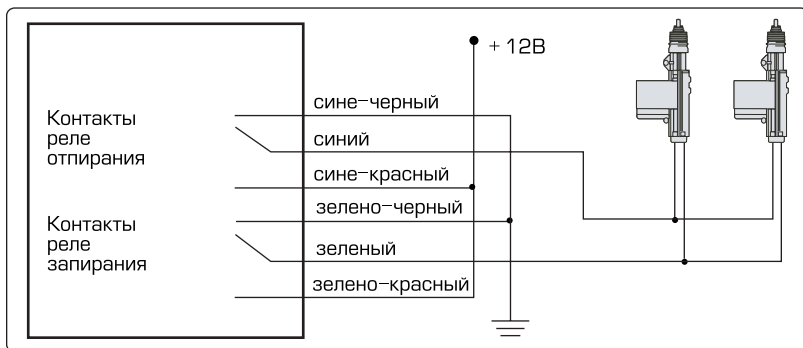 + 12В
Контакты
реле
отпирания
сине-черный
синий
сине-красный
Контакты
реле
запирания
зелено-черный
зеленый
зелено-красный